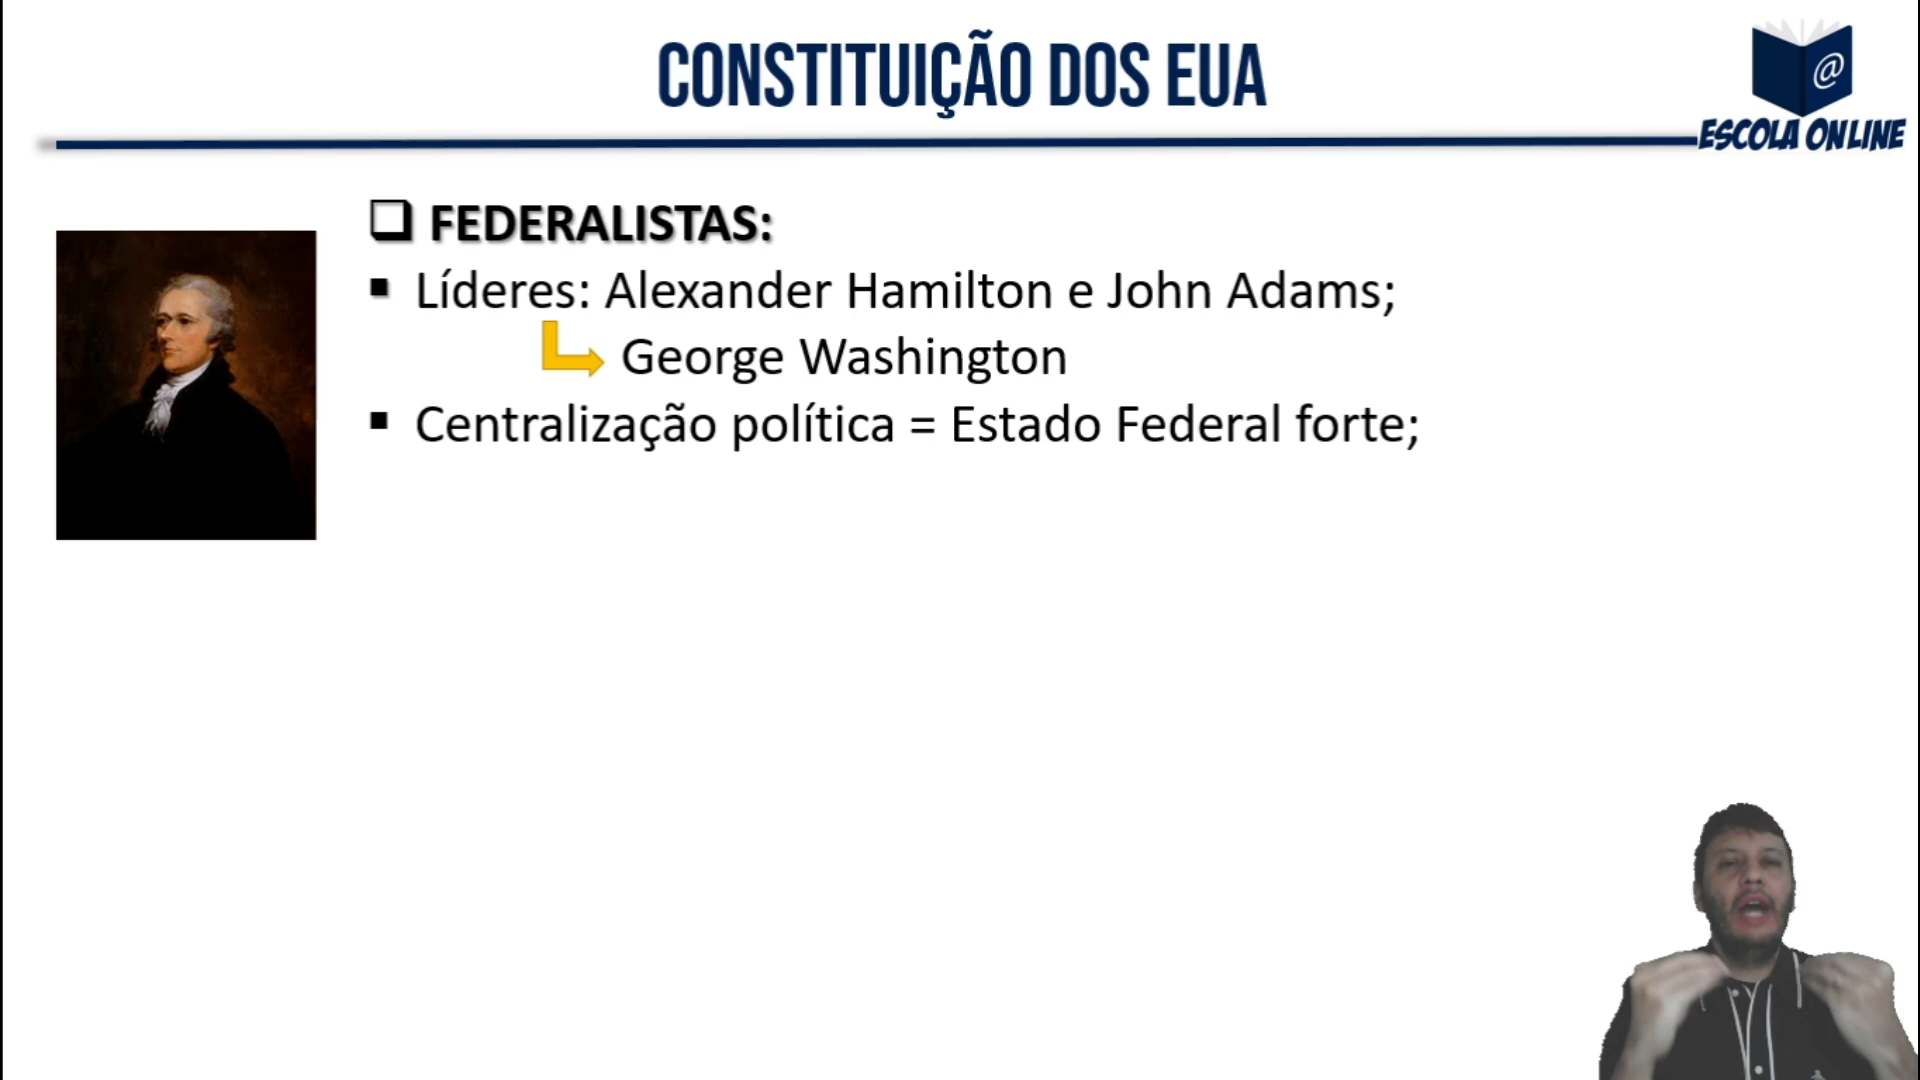 CONSTITUIÇÃO DOS EUA
@
ESCOLA ONLINE
FEDERALISTAS:
Líderes: Alexander Hamilton e John Adams;
George Washington
Centralização política = Estado Federal forte;